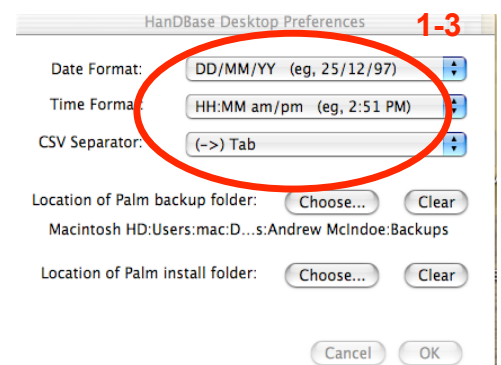 HanDBase Desktop Preferences
1-3
Date Format: DD/MM/YY (eg, 25/12/97)
Time Format: HH:MM am/pm (eg, 2:51 PM)
CSV Separator: (->) Tab
Location of Palm backup folder: Choose... Clear
Macintosh HD:Users:mac:D...s:Andrew McIndoe:Backups
Location of Palm install folder: Choose... Clear
Cancel OK